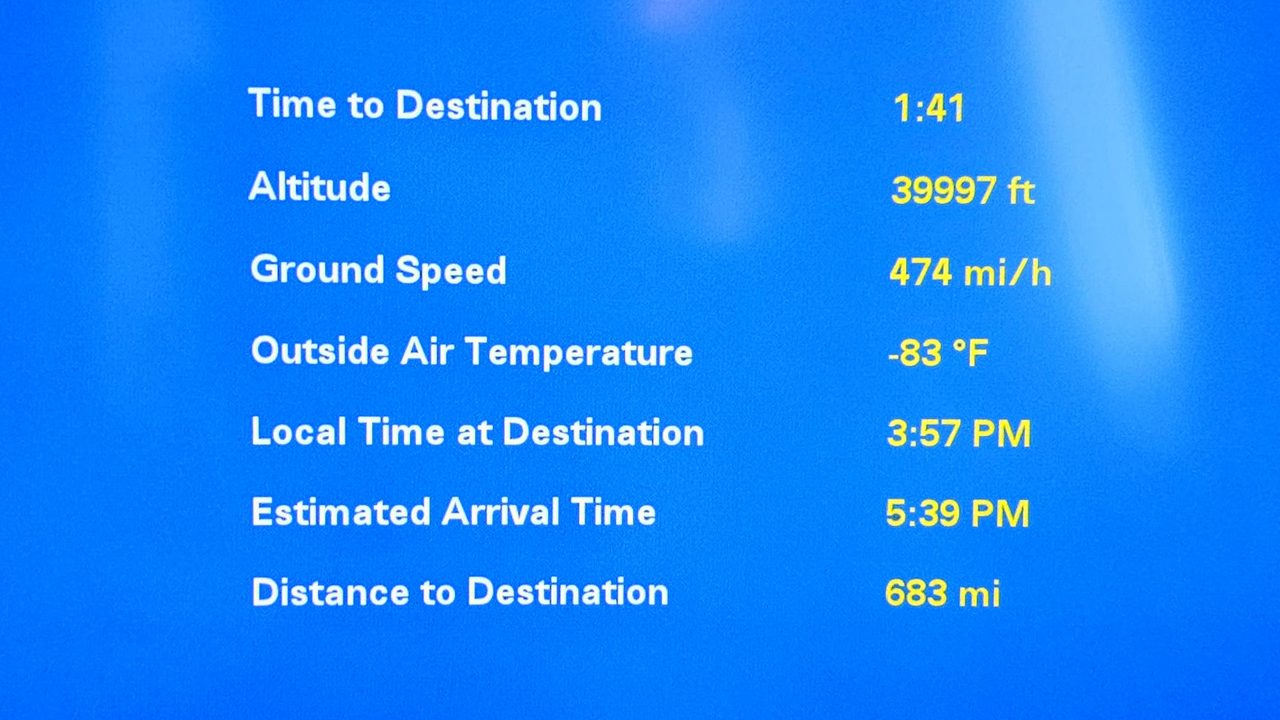 Time to Destination 1:41
Altitude 39997 ft
Ground Speed 474 mi/h
Outside Air Temperature -83 °F
Local Time at Destination 3:57 PM
Estimated Arrival Time 5:39 PM
Distance to Destination 683 mi